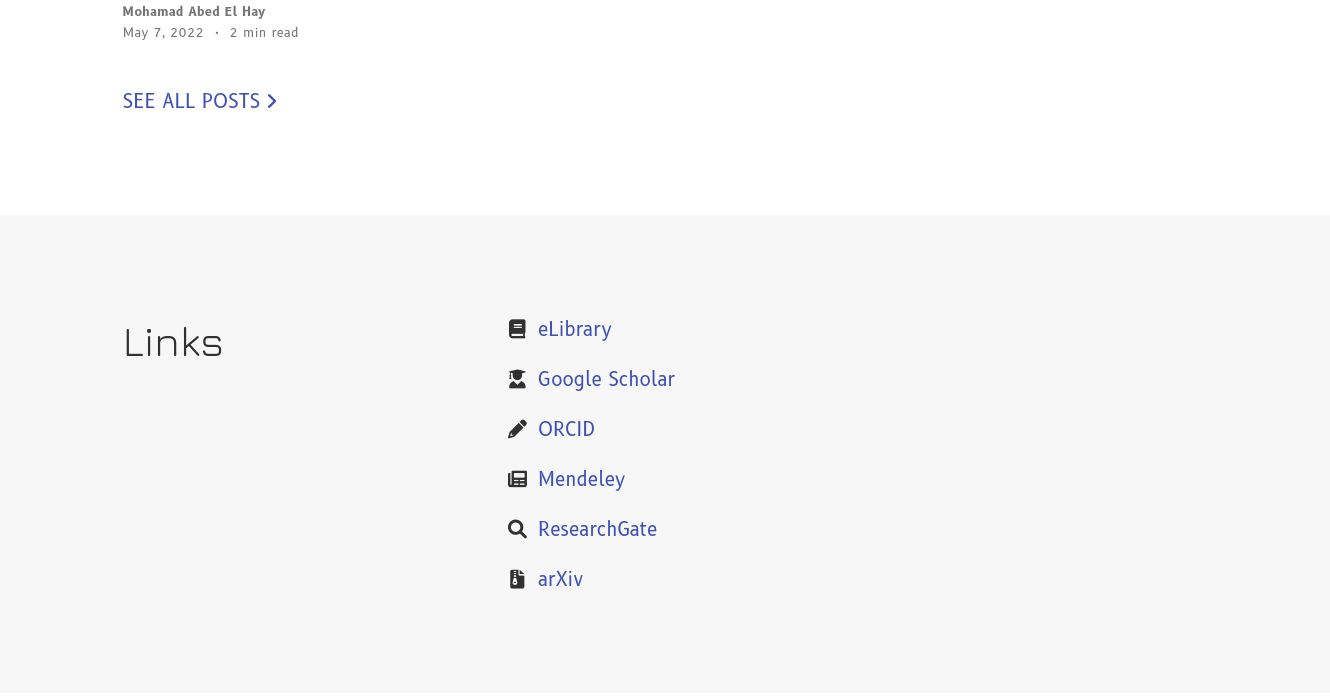 Mohamad Abed El Hay
May 7, 2022 · 2 min read
SEE ALL POSTS
Links
eLibrary
Google Scholar
ORCID
Mendeley
ResearchGate
arXiv